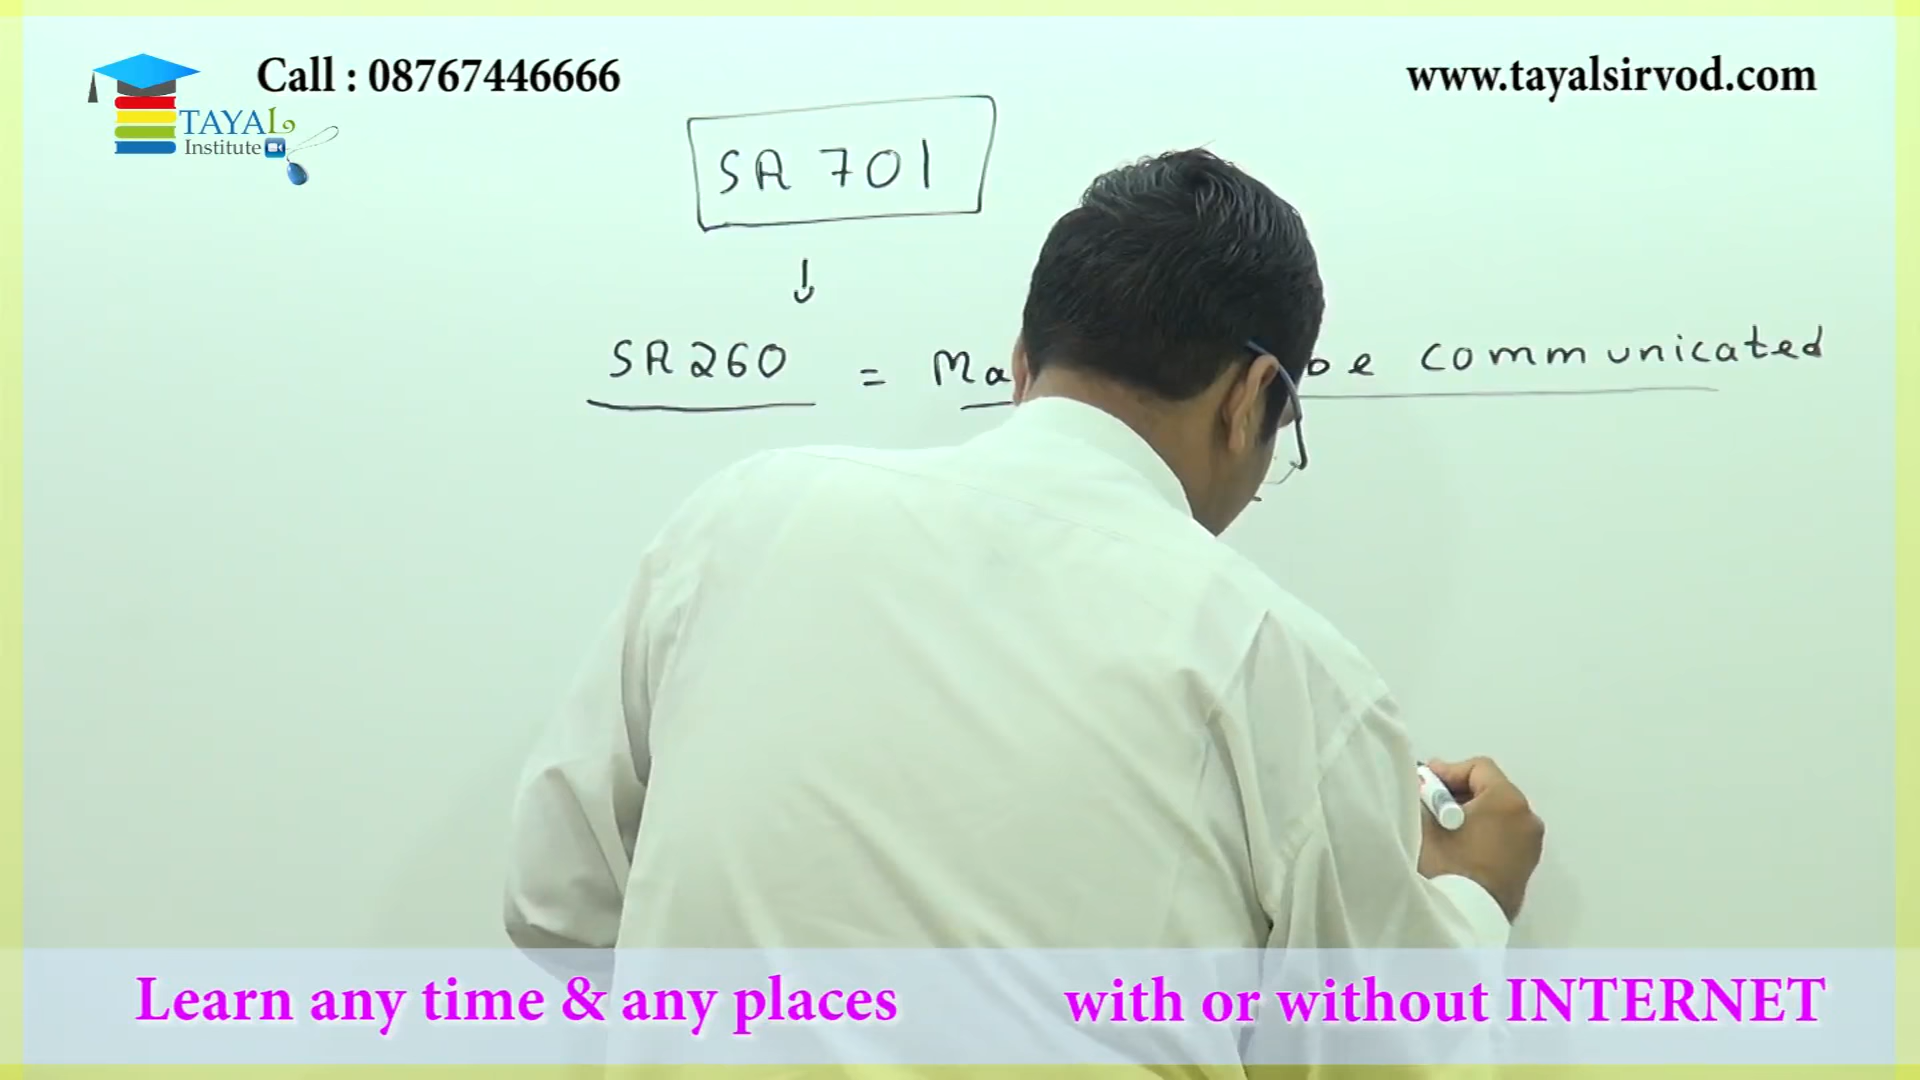 Call : 08767446666
www.tayalsirvod.com
TAYAL
Institute
SA 701
SA 260 = be communicated
Learn any time & any places with or without INTERNET